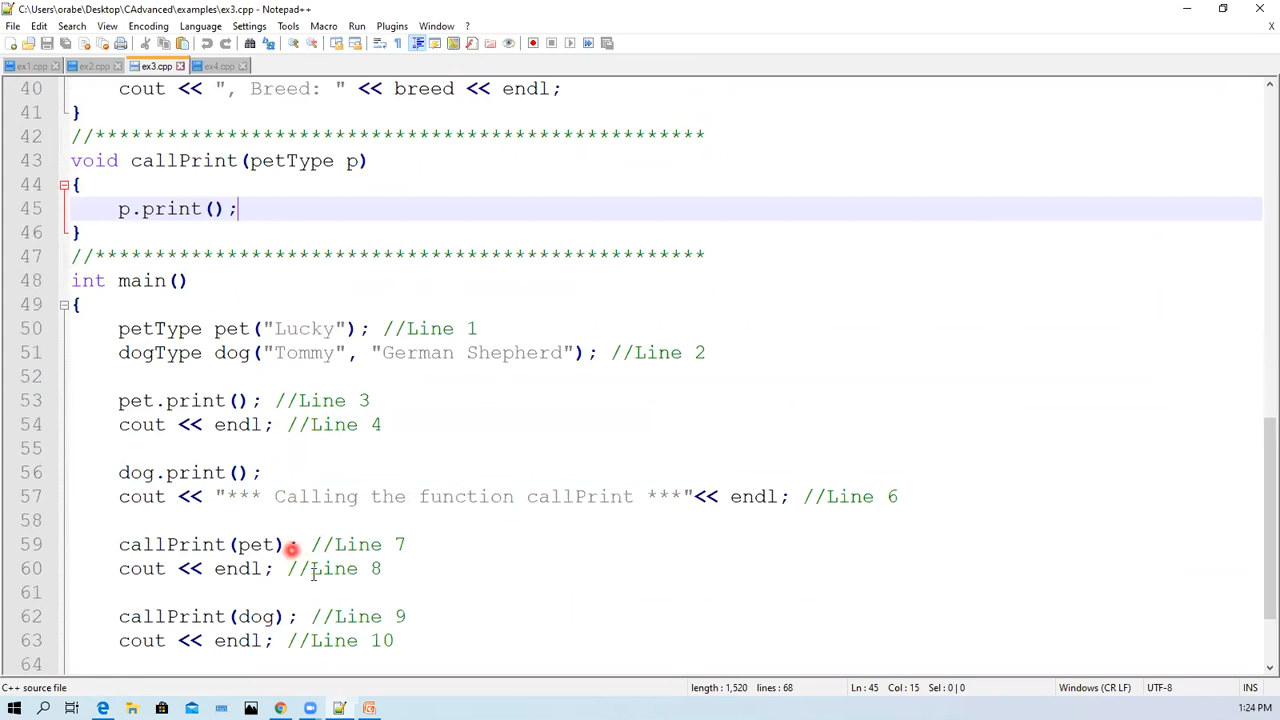 C:\Users\orabe\Desktop\CAdvanced\examples\ex3.cpp - Notepad++
File Edit Search View Encoding Language Settings Tools Macro Run Plugins Window ? X
ex1.cpp ex2.cpp ex3.cpp ex4.cpp
40 cout << ", Breed: " << breed << endl;
41 }
42 //***************************************************
43 void callPrint(petType p)
44 {
45 p.print();
46 }
47 //***************************************************
48 int main()
49 {
50 petType pet("Lucky"); //Line 1
51 dogType dog("Tommy", "German Shepherd"); //Line 2
52
53 pet.print(); //Line 3
54 cout << endl; //Line 4
55
56 dog.print();
57 cout << "*** Calling the function callPrint ***"<< endl; //Line 6
58
59 callPrint(pet); //Line 7
60 cout << endl; //Line 8
61
62 callPrint(dog); //Line 9
63 cout << endl; //Line 10
64
C++ source file length : 1,520 lines : 68 Ln : 45 Col : 15 Sel : 0 | 0 Windows (CR LF) UTF-8 INS
1:24 PM